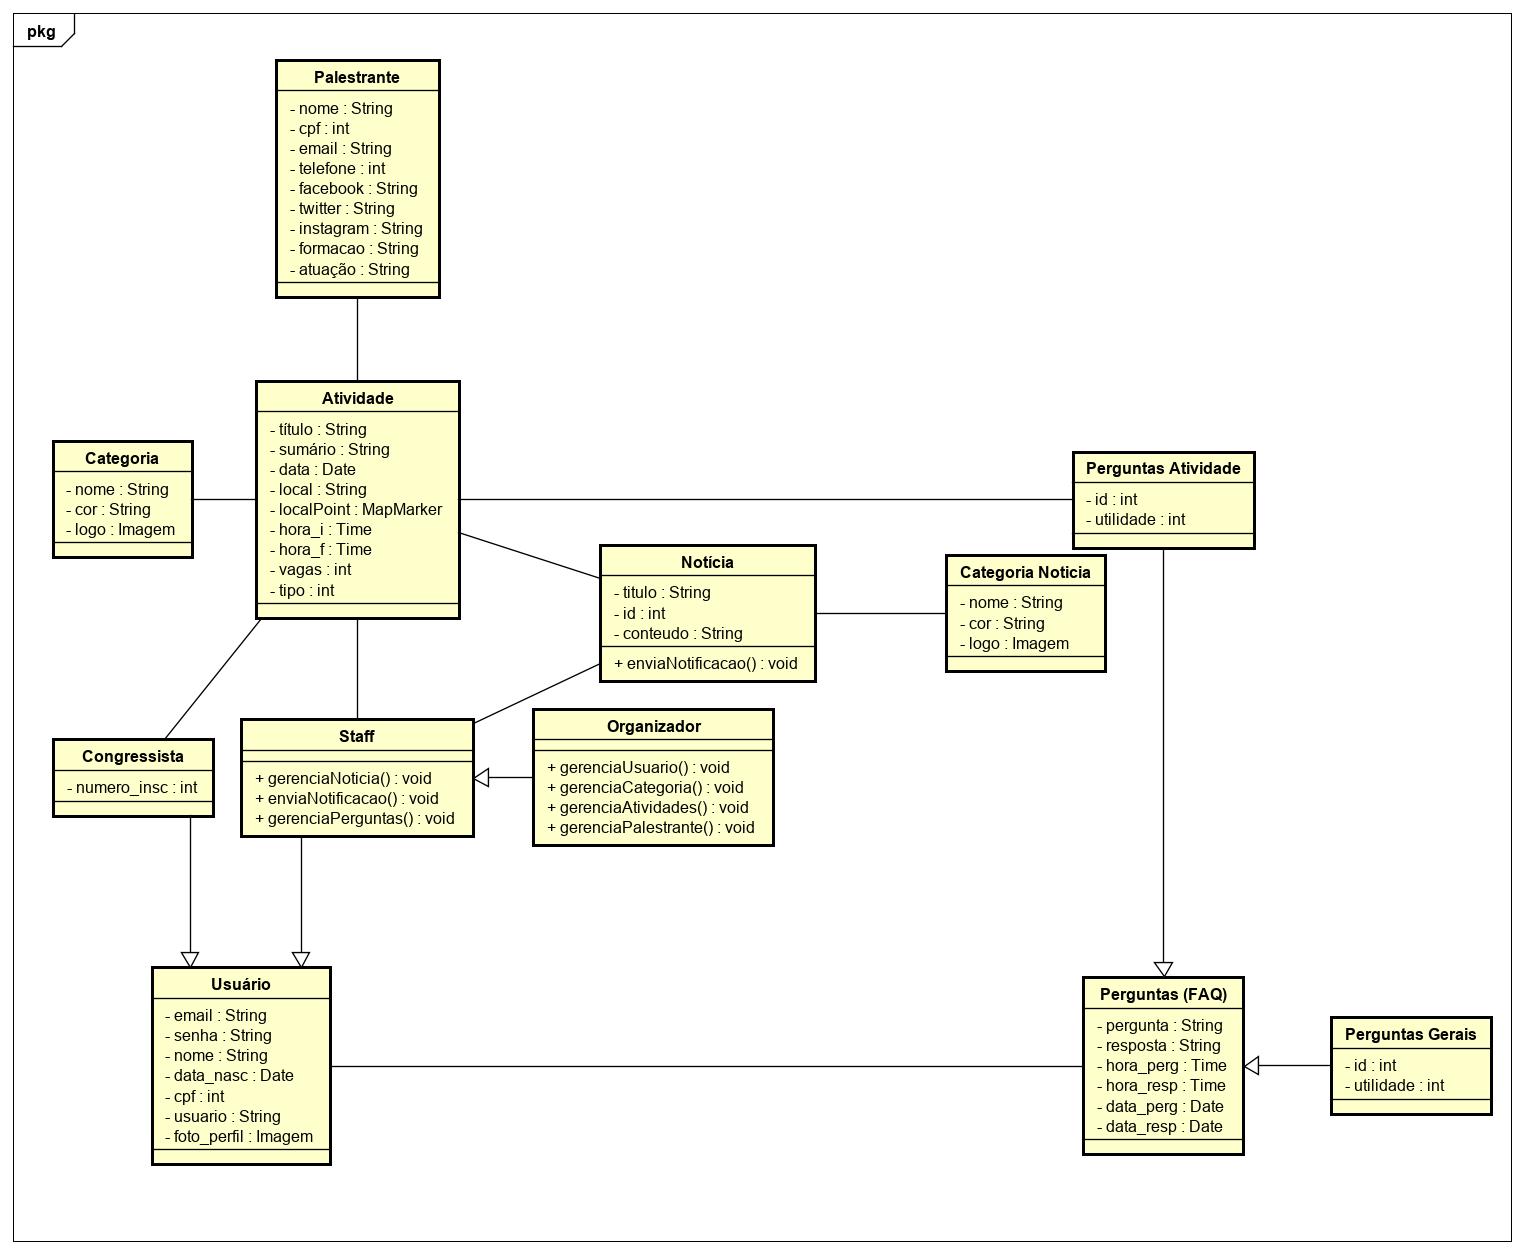 pkg
Palestrante
- nome : String
- cpf : int
- email : String
- telefone : int
- facebook : String
- twitter : String
- instagram : String
- formacao : String
- atuação : String
Atividade
- título : String
- sumário : String
- data : Date
- local : String
- localPoint : MapMarker
- hora_i : Time
- hora_f : Time
- vagas : int
- tipo : int
Categoria
- nome : String
- cor : String
- logo : Imagem
Perguntas Atividade
- id : int
- utilidade : int
Notícia
- titulo : String
- id : int
- conteudo : String
+ enviaNotificacao() : void
Categoria Noticia
- nome : String
- cor : String
- logo : Imagem
Congressista
- numero_insc : int
Staff
+ gerenciaNoticia() : void
+ enviaNotificacao() : void
+ gerenciaPerguntas() : void
Organizador
+ gerenciaUsuario() : void
+ gerenciaCategoria() : void
+ gerenciaAtividades() : void
+ gerenciaPalestrante() : void
Usuário
- email : String
- senha : String
- nome : String
- data_nasc : Date
- cpf : int
- usuario : String
- foto_perfil : Imagem
Perguntas (FAQ)
- pergunta : String
- resposta : String
- hora_perg : Time
- hora_resp : Time
- data_perg : Date
- data_resp : Date
Perguntas Gerais
- id : int
- utilidade : int